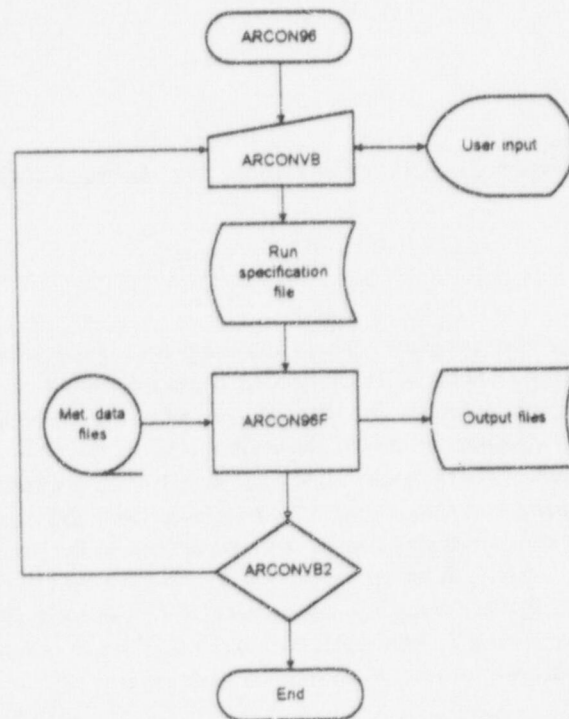 ARCON96
ARCONVB
User input
Run
specification
file
Met. data
files
ARCON96F
Output files
ARCONVB2
End